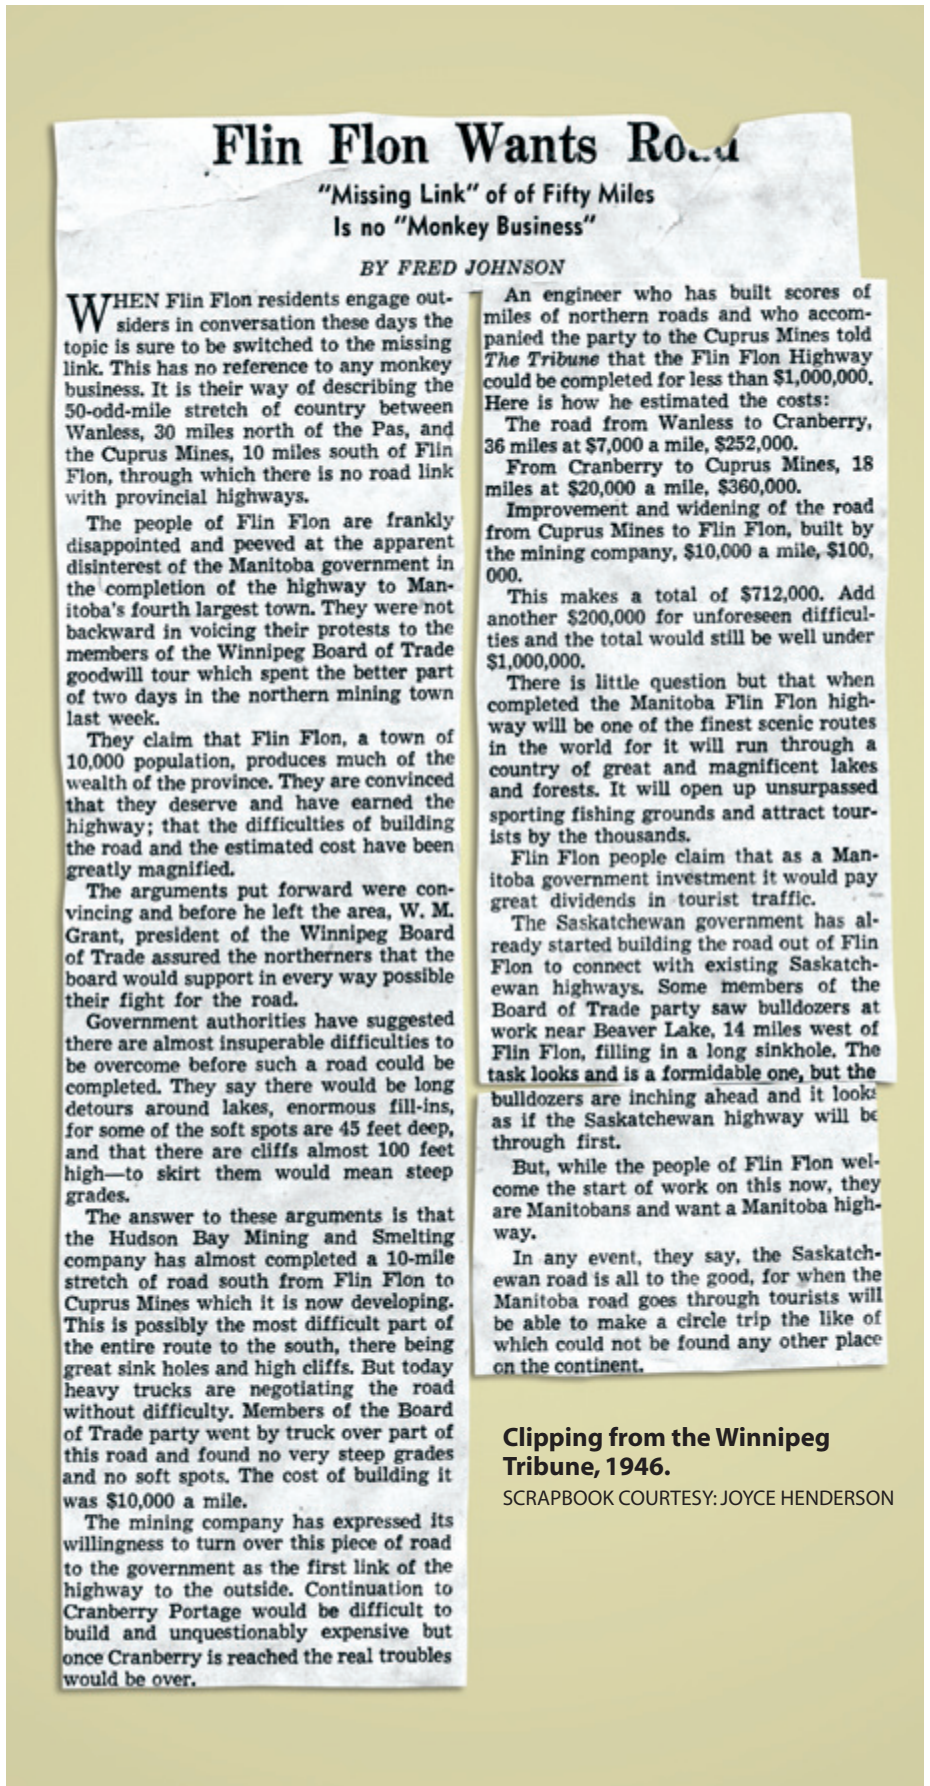 Flin Flon Wants Road
"Missing Link" of of Fifty Miles
Is no "Monkey Business"
BY FRED JOHNSON
WHEN Flin Flon residents engage out-
siders in conversation these days the
topic is sure to be switched to the missing
link. This has no reference to any monkey
business. It is their way of describing the
50-odd-mile stretch of country between
Wanless, 30 miles north of the Pas, and
the Cuprus Mines, 10 miles south of Flin
Flon, through which there is no road link
with provincial highways.
The people of Flin Flon are frankly
disappointed and peeved at the apparent
disinterest of the Manitoba government in
the completion of the highway to Man-
itoba's fourth largest town. They were not
backward in voicing their protests to the
members of the Winnipeg Board of Trade
goodwill tour which spent the better part
of two days in the northern mining town
last week.
They claim that Flin Flon, a town of
10,000 population, produces much of the
wealth of the province. They are convinced
that they deserve and have earned the
highway; that the difficulties of building
the road and the estimated cost have been
greatly magnified.
The arguments put forward were con-
vincing and before he left the area, W. M.
Grant, president of the Winnipeg Board
of Trade assured the northerners that the
board would support in every way possible
their fight for the road.
Government authorities have suggested
there are almost insuperable difficulties to
be overcome before such a road could be
completed. They say there would be long
detours around lakes, enormous fill-ins,
for some of the soft spots are 45 feet deep,
and that there are cliffs almost 100 feet
high—to skirt them would mean steep
grades.
The answer to these arguments is that
the Hudson Bay Mining and Smelting
company has almost completed a 10-mile
stretch of road south from Flin Flon to
Cuprus Mines which it is now developing.
This is possibly the most difficult part of
the entire route to the south, there being
great sink holes and high cliffs. But today
heavy trucks are negotiating the road
without difficulty. Members of the Board
of Trade party went by truck over part of
this road and found no very steep grades
and no soft spots. The cost of building it
was $10,000 a mile.
The mining company has expressed its
willingness to turn over this piece of road
to the government as the first link of the
highway to the outside. Continuation to
Cranberry Portage would be difficult to
build and unquestionably expensive but
once Cranberry is reached the real troubles
would be over.
An engineer who has built scores of
miles of northern roads and who accom-
panied the party to the Cuprus Mines told
The Tribune that the Flin Flon Highway
could be completed for less than $1,000,000.
Here is how he estimated the costs:
The road from Wanless to Cranberry,
36 miles at $7,000 a mile, $252,000.
From Cranberry to Cuprus Mines, 18
miles at $20,000 a mile, $360,000.
Improvement and widening of the road
from Cuprus Mines to Flin Flon, built by
the mining company, $10,000 a mile, $100,
000.
This makes a total of $712,000. Add
another $200,000 for unforeseen difficul-
ties and the total would still be well under
$1,000,000.
There is little question but that when
completed the Manitoba Flin Flon high-
way will be one of the finest scenic routes
in the world for it will run through a
country of great and magnificent lakes
and forests. It will open up unsurpassed
sporting fishing grounds and attract tour-
ists by the thousands.
Flin Flon people claim that as a Man-
itoba government investment it would pay
great dividends in tourist traffic.
The Saskatchewan government has al-
ready started building the road out of Flin
Flon to connect with existing Saskatch-
ewan highways. Some members of the
Board of Trade party saw bulldozers at
work near Beaver Lake, 14 miles west of
Flin Flon, filling in a long sinkhole. The
task looks and is a formidable one, but the
bulldozers are inching ahead and it looks
as if the Saskatchewan highway will be
through first.
But, while the people of Flin Flon wel-
come the start of work on this now, they
are Manitobans and want a Manitoba high-
way.
In any event, they say, the Saskatch-
ewan road is all to the good, for when the
Manitoba road goes through tourists will
be able to make a circle trip the like of
which could not be found any other place
on the continent.
Clipping from the Winnipeg
Tribune, 1946.
SCRAPBOOK COURTESY: JOYCE HENDERSON